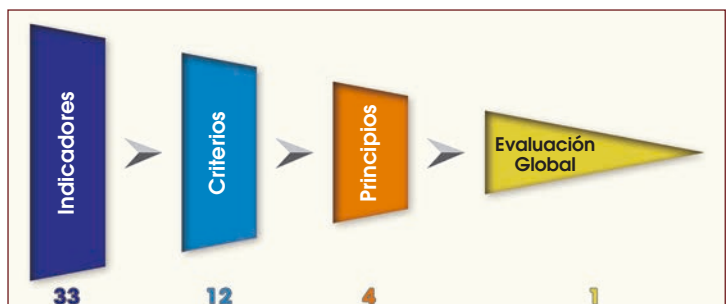 Indicadores
Criterios
Principios
Evaluación
Global
33
12
4
1